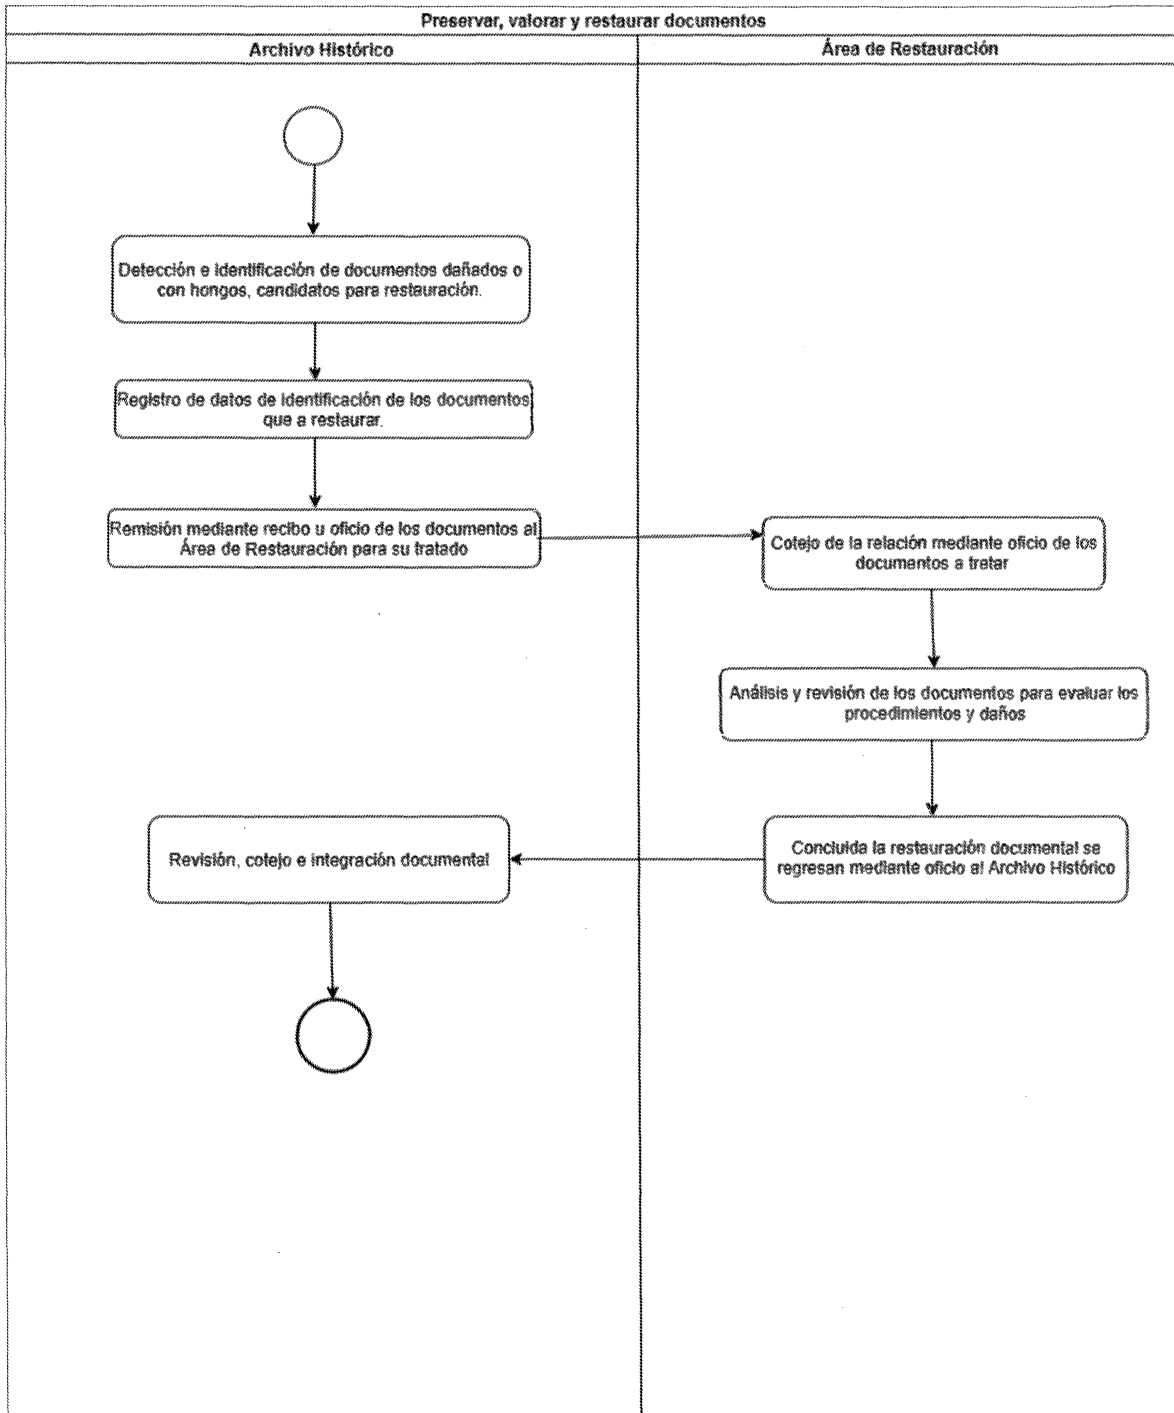 Preservar, valorar y restaurar documentos
Archivo Histórico
Área de Restauración
Detección e identificación de documentos dañados o
con hongos, candidatos para restauración.
Registro de datos de identificación de los documentos
que a restaurar.
Remisión mediante recibo u oficio de los documentos al
Área de Restauración para su tratado
Cotejo de la relación mediante oficio de los
documentos a tratar
Análisis y revisión de los documentos para evaluar los
procedimientos y daños
Concluida la restauración documental se
regresan mediante oficio al Archivo Histórico
Revisión, cotejo e integración documental